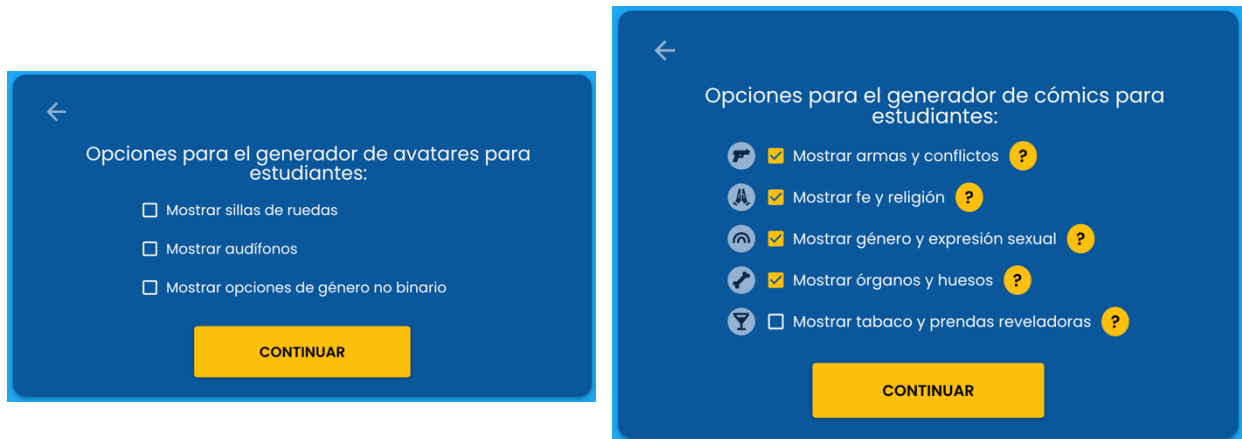 Opciones para el generador de avatares para
estudiantes:
Mostrar sillas de ruedas
Mostrar audífonos
Mostrar opciones de género no binario
CONTINUAR
Opciones para el generador de cómics para
estudiantes:
Mostrar armas y conflictos ?
Mostrar fe y religión ?
Mostrar género y expresión sexual ?
Mostrar órganos y huesos ?
Mostrar tabaco y prendas reveladoras ?
CONTINUAR